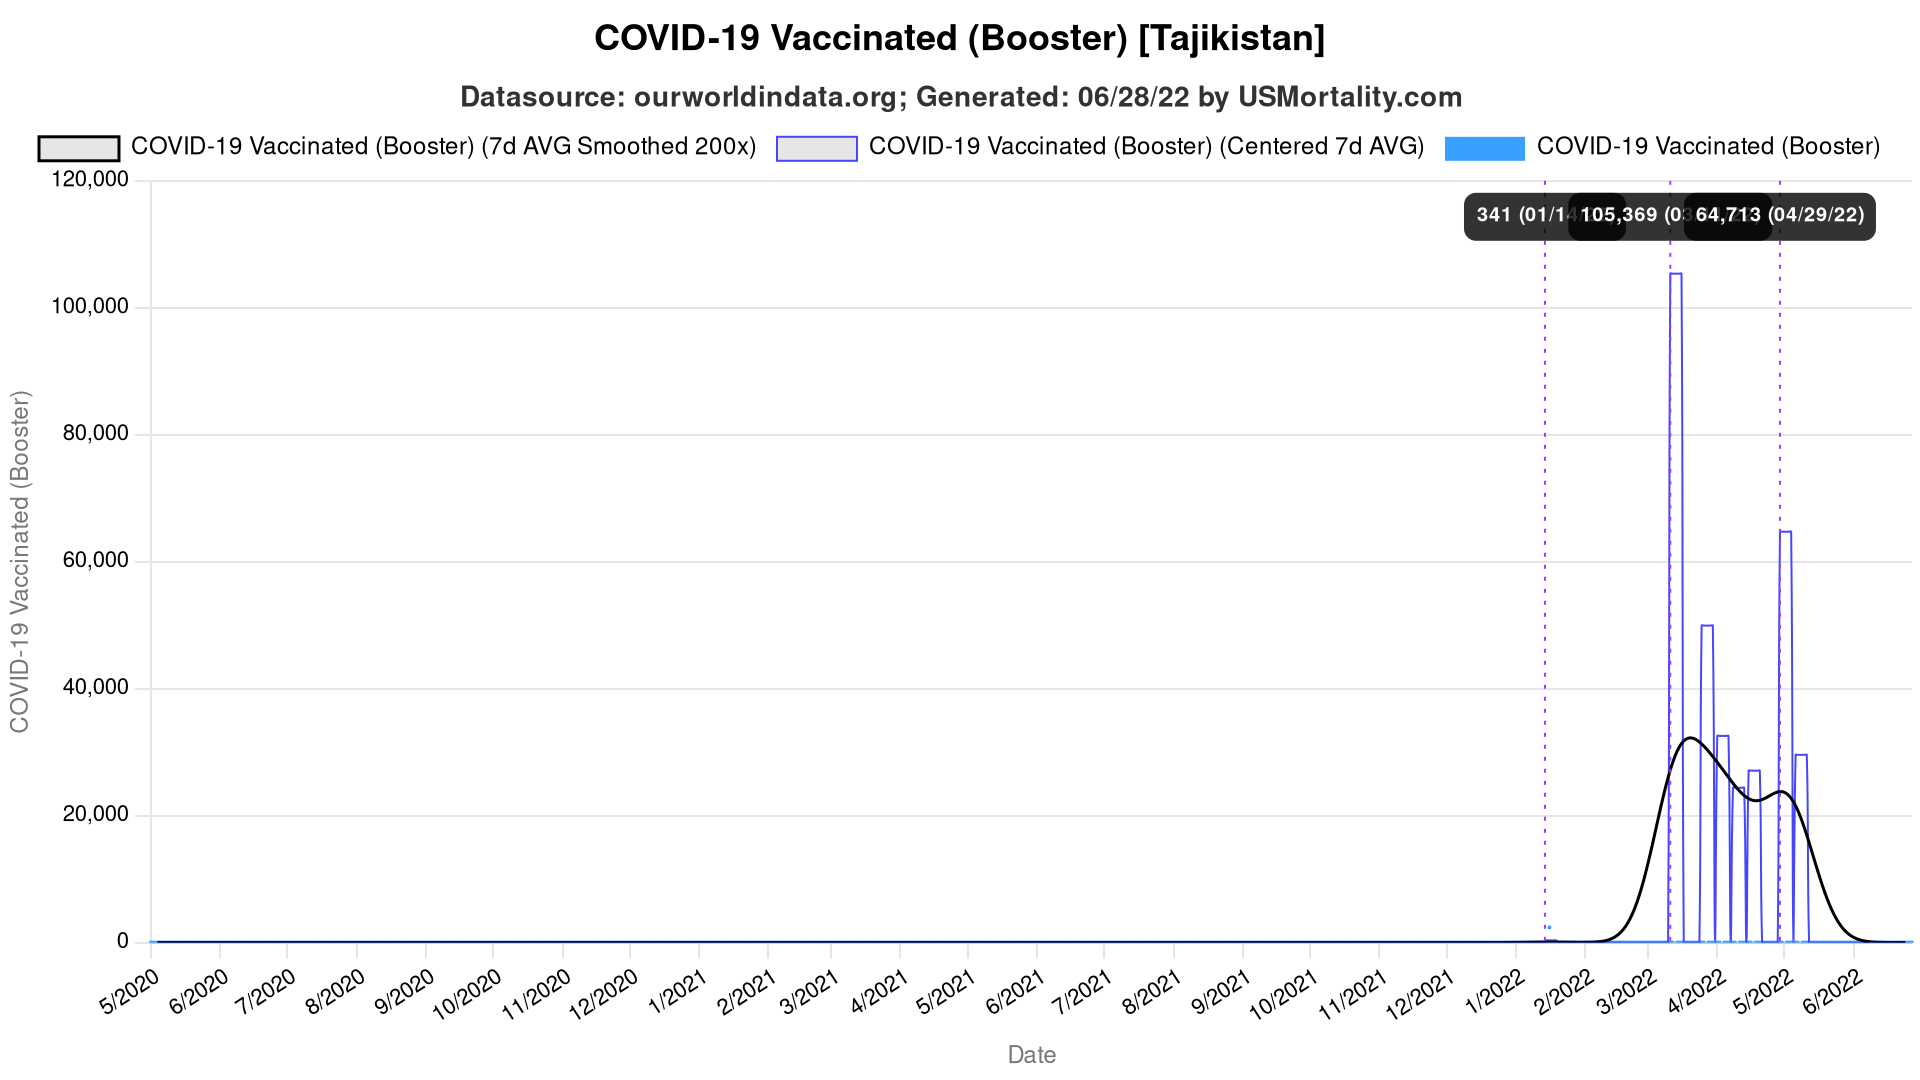 COVID-19 Vaccinated (Booster) [Tajikistan]
Datasource: ourworldindata.org; Generated: 06/28/22 by USMortality.com
COVID-19 Vaccinated (Booster) (7d AVG Smoothed 200x) COVID-19 Vaccinated (Booster) (Centered 7d AVG) COVID-19 Vaccinated (Booster)
120,000
341 (01/14 105,369 (03 64,713 (04/29/22)
100,000
80,000
60,000
40,000
20,000
0
COVID-19 Vaccinated (Booster)
5/2020 6/2020 7/2020 8/2020 9/2020 10/2020 11/2020 12/2020 1/2021 2/2021 3/2021 4/2021 5/2021 6/2021 7/2021 8/2021 9/2021 10/2021 11/2021 12/2021 1/2022 2/2022 3/2022 4/2022 5/2022 6/2022
Date